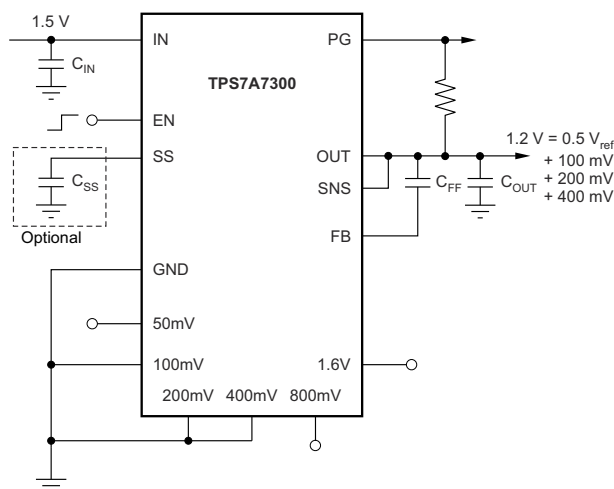 1.5 V
IN
PG
C_IN
TPS7A7300
EN
SS
OUT
1.2 V = 0.5 V_ref
+ 100 mV
+ 200 mV
+ 400 mV
C_SS
SNS
C_FF
C_OUT
Optional
FB
GND
50mV
100mV
1.6V
200mV 400mV 800mV